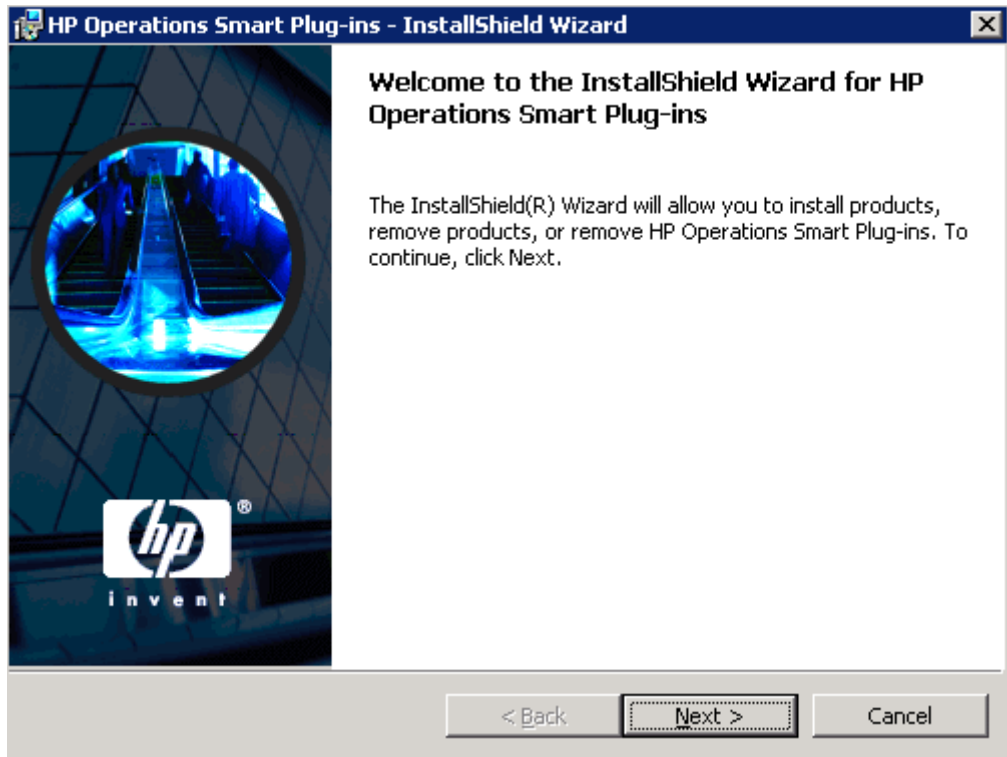 HP Operations Smart Plug-ins - InstallShield Wizard
Welcome to the InstallShield Wizard for HP
Operations Smart Plug-ins
The InstallShield(R) Wizard will allow you to install products,
remove products, or remove HP Operations Smart Plug-ins. To
continue, click Next.
hp ®
invent
< Back
Next >
Cancel